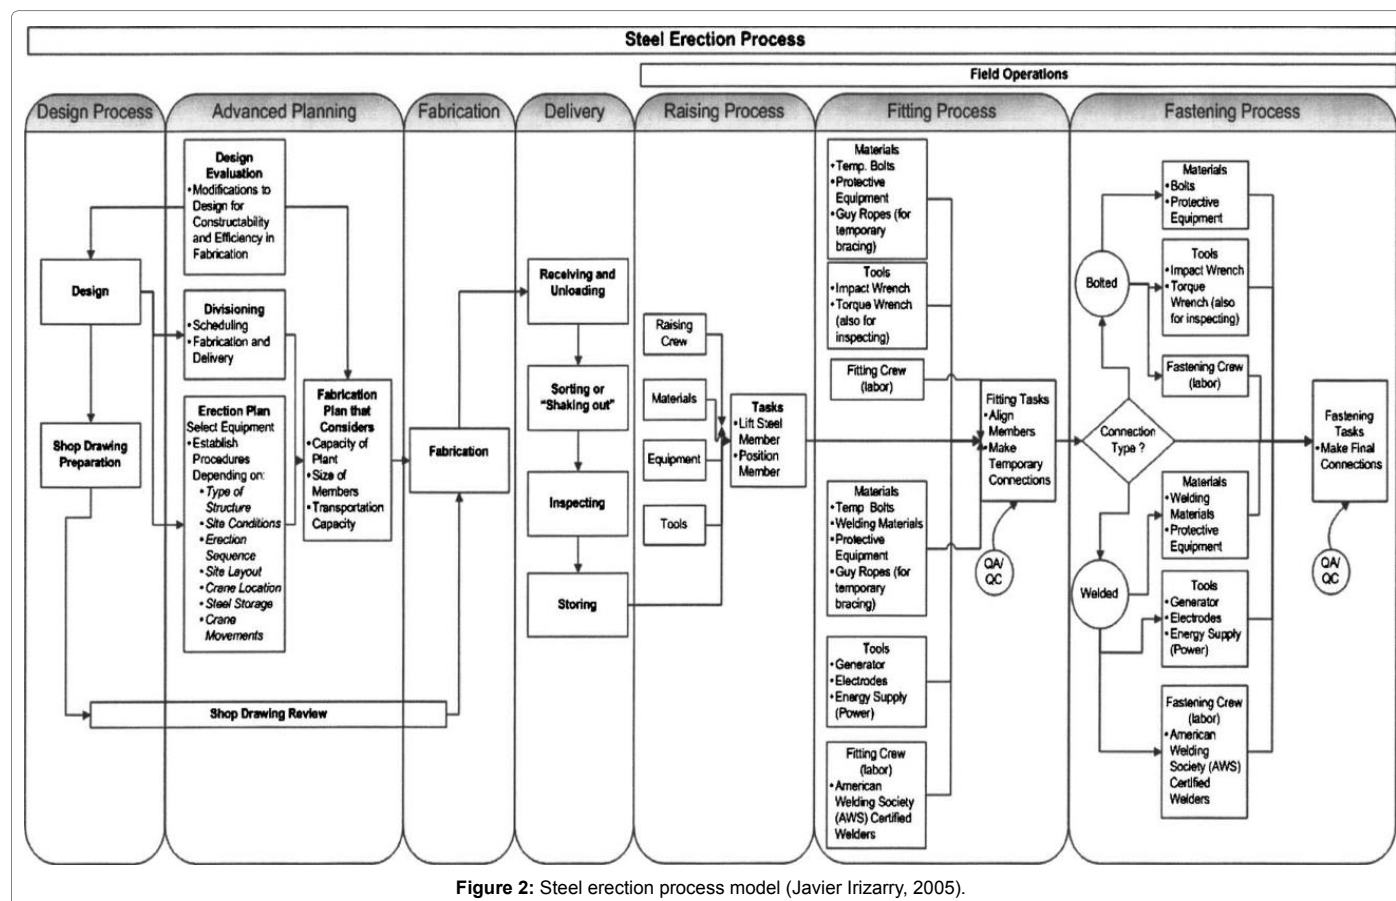 Steel Erection Process
Field Operations
Design Process
Advanced Planning
Fabrication
Delivery
Raising Process
Fitting Process
Fastening Process
Design
Shop Drawing
Preparation
Design
Evaluation
•Modifications to
Design for
Constructability
and Efficiency in
Fabrication
Divisioning
•Scheduling
•Fabrication and
Delivery
Erection Plan
Select Equipment
•Establish
Procedures
Depending on:
•Type of
Structure
•Site Conditions
•Erection
Sequence
•Site Layout
•Crane Location
•Steel Storage
•Crane
Movements
Fabrication
Plan that
Considers
•Capacity of
Plant
•Size of
Members
•Transportation
Capacity
Shop Drawing Review
Fabrication
Receiving and
Unloading
Sorting or
"Shaking out"
Inspecting
Storing
Raising
Crew
Materials
Equipment
Tools
Tasks
•Lift Steel
Member
•Position
Member
Materials
•Temp. Bolts
•Protective
Equipment
•Guy Ropes (for
temporary
bracing)
Tools
•Impact Wrench
•Torque Wrench
(also for
inspecting)
Fitting Crew
(labor)
Materials
•Temp Bolts
•Welding Materials
•Protective
Equipment
•Guy Ropes (for
temporary
bracing)
Tools
•Generator
•Electrodes
•Energy Supply
(Power)
Fitting Crew
(labor)
•American
Welding Society
(AWS) Certified
Welders
Fitting Tasks
•Align
Members
•Make
Temporary
Connections
QA/
QC
Bolted
Connection
Type ?
Welded
Materials
•Bolts
•Protective
Equipment
Tools
•Impact Wrench
•Torque
Wrench (also
for inspecting)
Fastening Crew
(labor)
Materials
•Welding
Materials
•Protective
Equipment
Tools
•Generator
•Electrodes
•Energy Supply
(Power)
Fastening Crew
(labor)
•American
Welding
Society (AWS)
Certified
Welders
Fastening
Tasks
•Make Final
Connections
QA/
QC
Figure 2: Steel erection process model (Javier Irizarry, 2005).